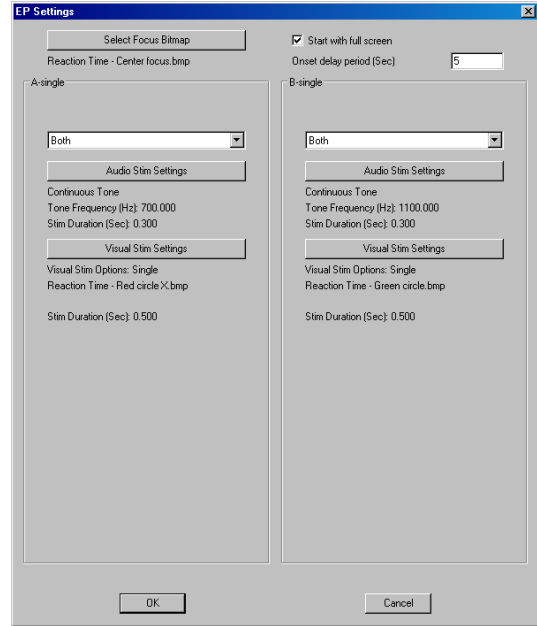 EP Settings
Select Focus Bitmap
Start with full screen
Reaction Time - Center focus.bmp
Onset delay period (Sec)
5
A-single
Both
Audio Stim Settings
Continuous Tone
Tone Frequency (Hz): 700.000
Stim Duration (Sec): 0.300
Visual Stim Settings
Visual Stim Options: Single
Reaction Time - Red circle X.bmp
Stim Duration (Sec): 0.500
B-single
Both
Audio Stim Settings
Continuous Tone
Tone Frequency (Hz): 1100.000
Stim Duration (Sec): 0.300
Visual Stim Settings
Visual Stim Options: Single
Reaction Time - Green circle.bmp
Stim Duration (Sec): 0.500
OK
Cancel